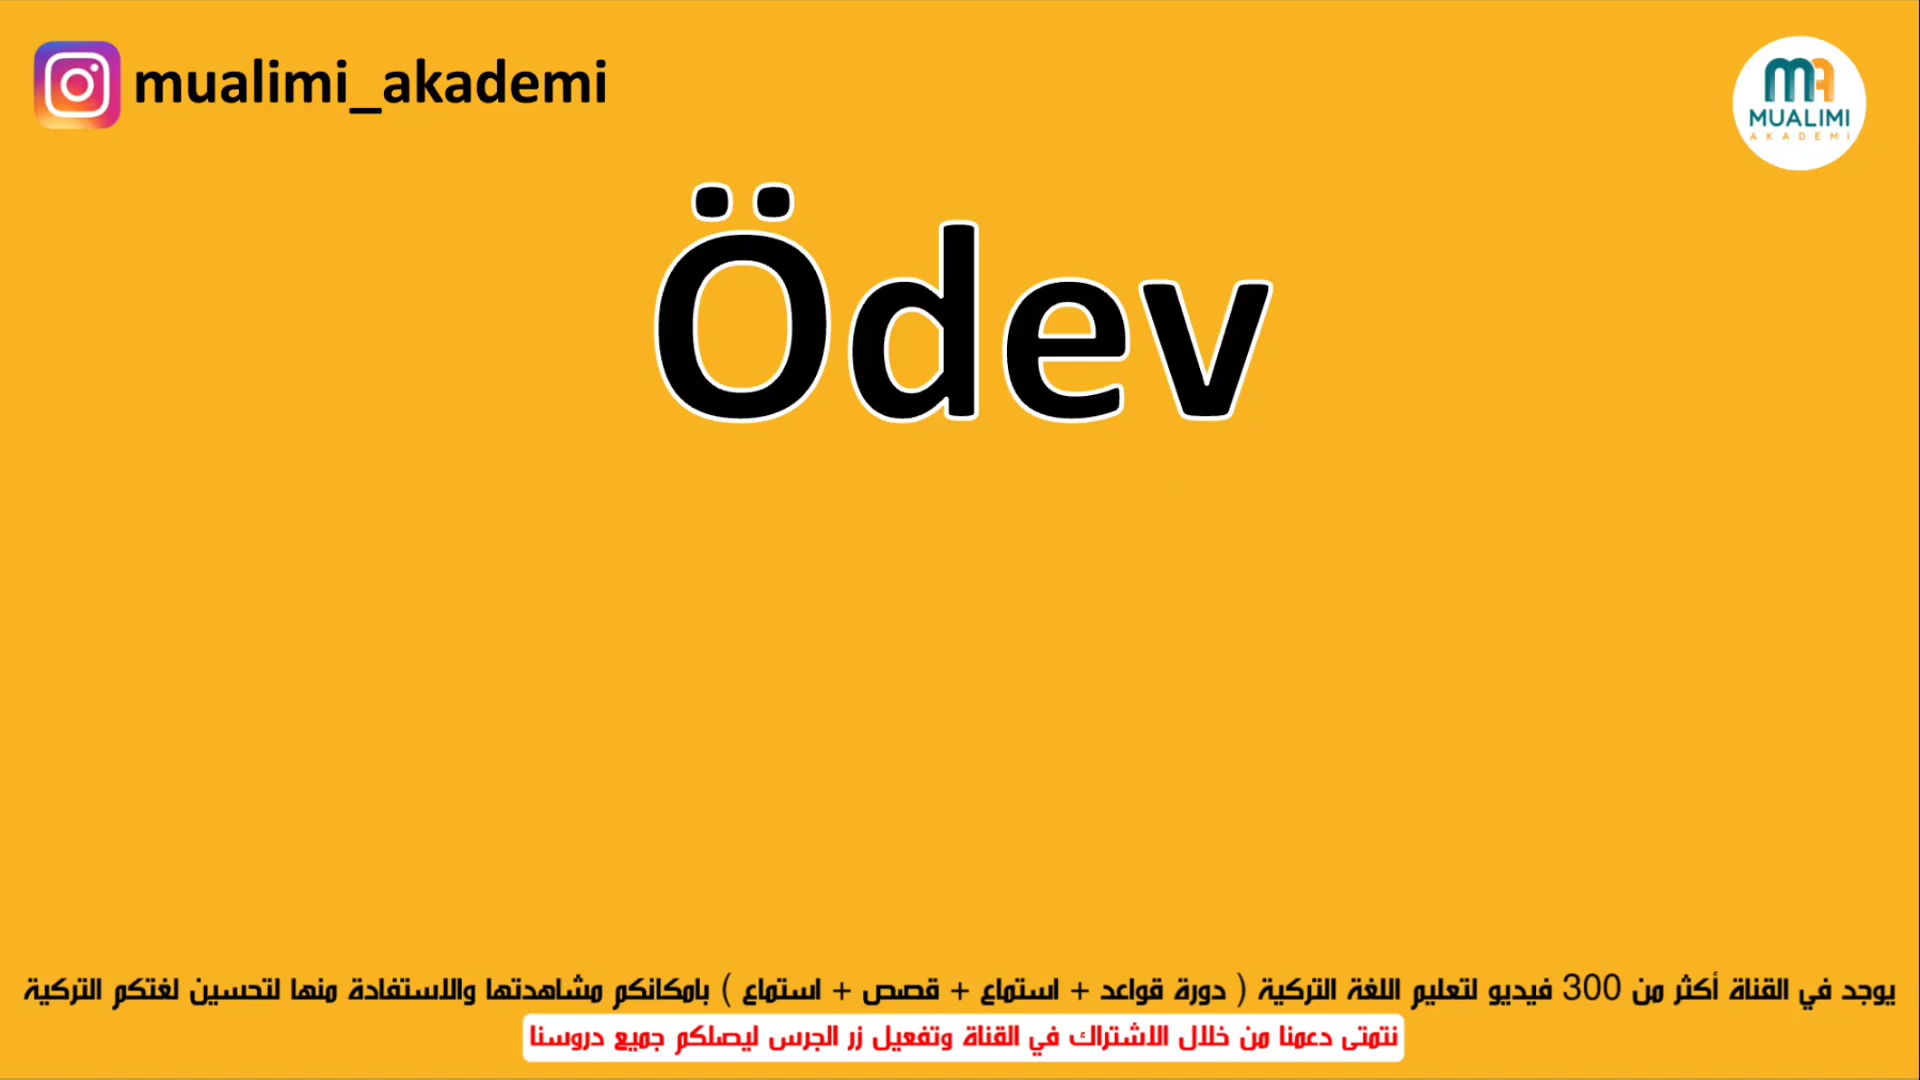 mualimi_akademi
MUALIMI
AKADEMI
Ödev
يوجد في القناة أكثر من 300 فيديو لتعليم اللغة التركية ( دورة قواعد + استماع + قصص + استماع ) بامكانكم مشاهدتها والاستفادة منها لتحسين لغتكم التركية
نتمتى دعمنا من خلال الاشتراك في القناة وتفعيل زر الجرس ليصلكم جميع دروسنا